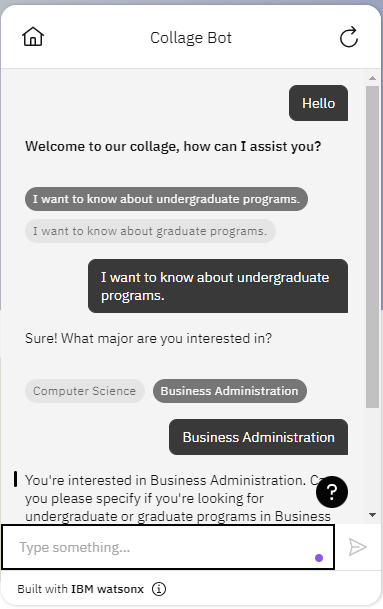 Collage Bot
Hello
Welcome to our collage, how can I assist you?
I want to know about undergraduate programs.
I want to know about graduate programs.
I want to know about undergraduate
programs.
Sure! What major are you interested in?
Computer Science
Business Administration
Business Administration
You're interested in Business Administration.
you please specify if you're looking for
undergraduate or graduate programs in Business
?
Type something...
Built with IBM watsonx